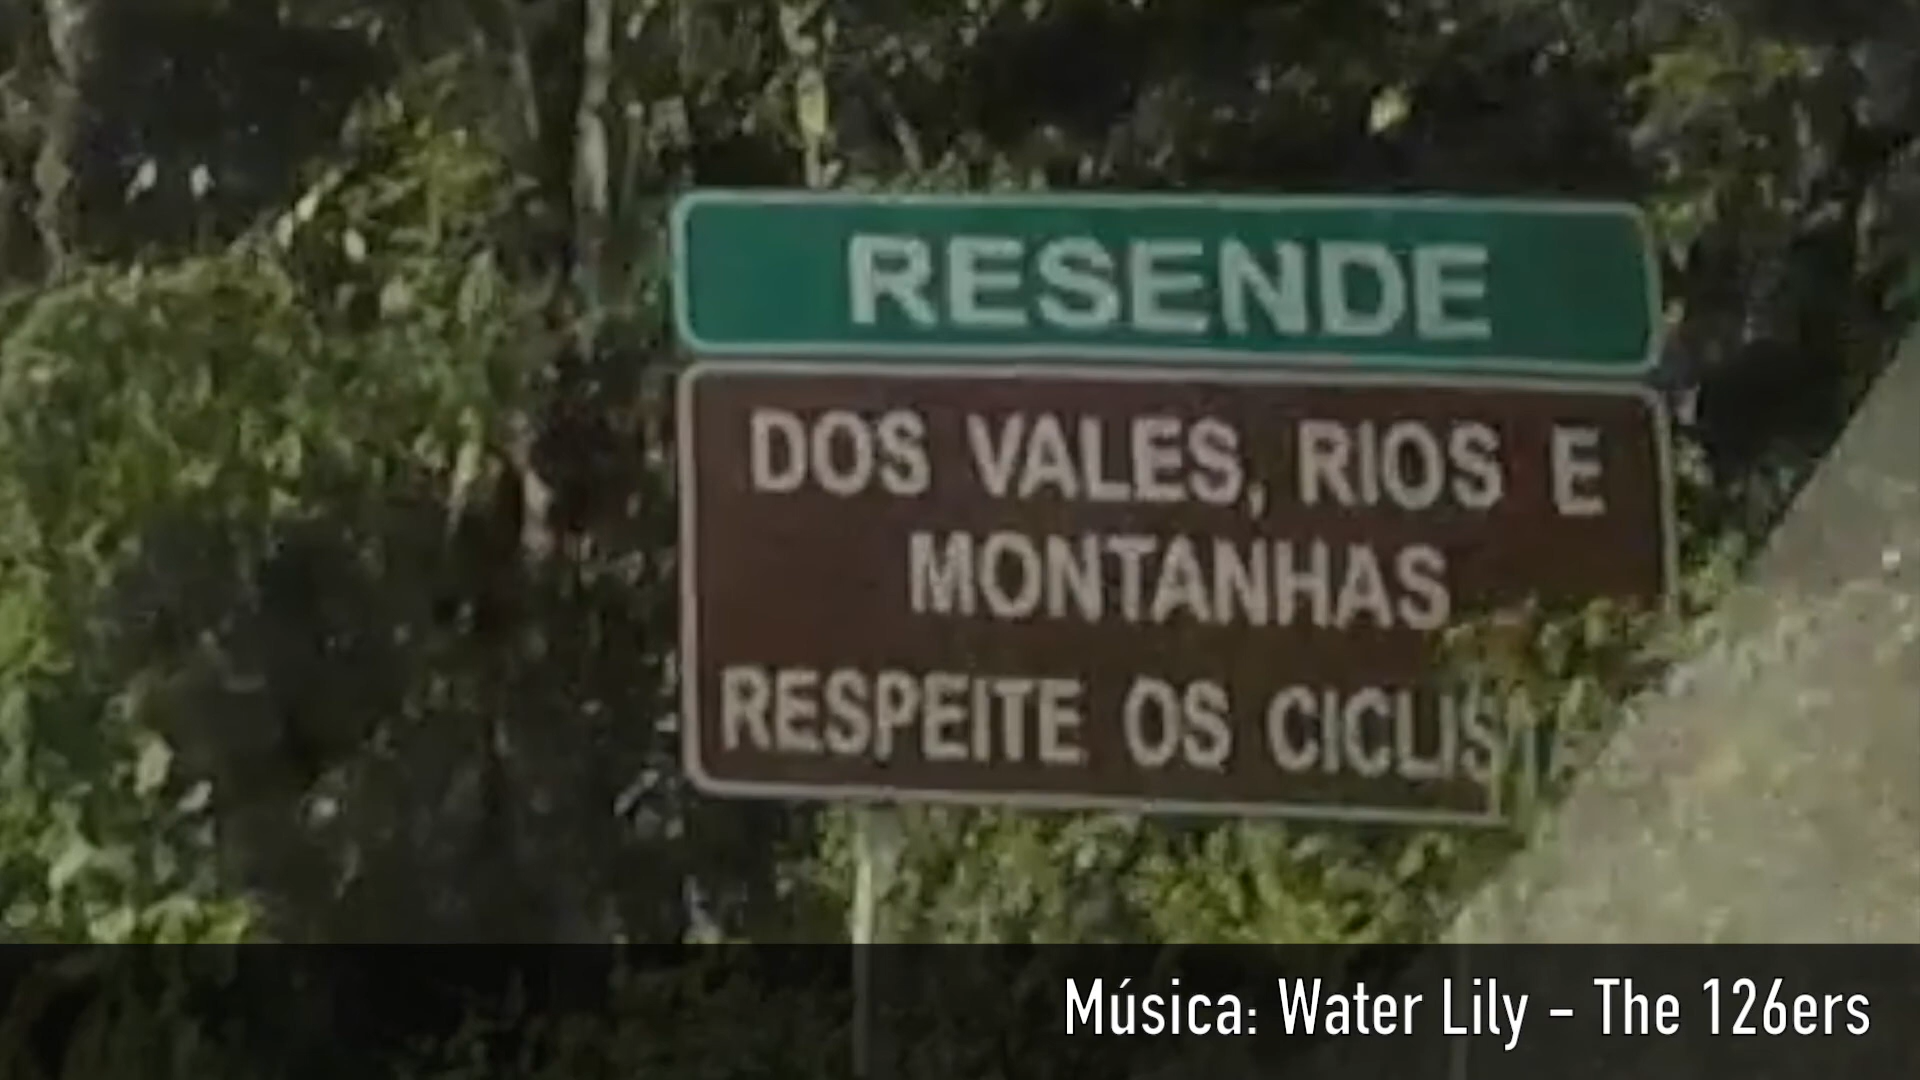 RESENDE
DOS VALES, RIOS E
MONTANHAS
RESPEITE OS CICLIS
Música: Water Lily – The 126ers